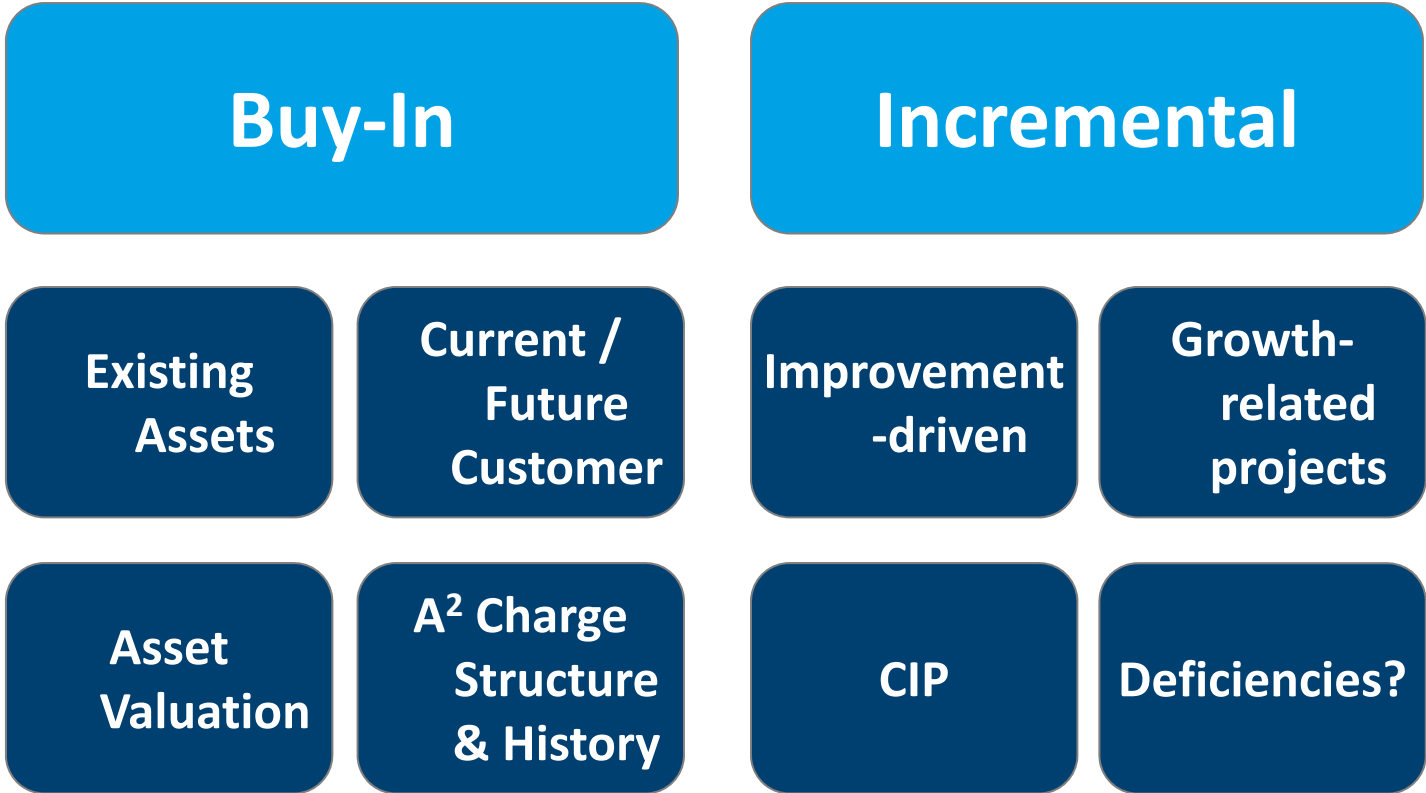 Buy-In
Incremental
Existing
Assets
Current /
Future
Customer
Improvement
-driven
Growth-
related
projects
Asset
Valuation
A² Charge
Structure
& History
CIP
Deficiencies?